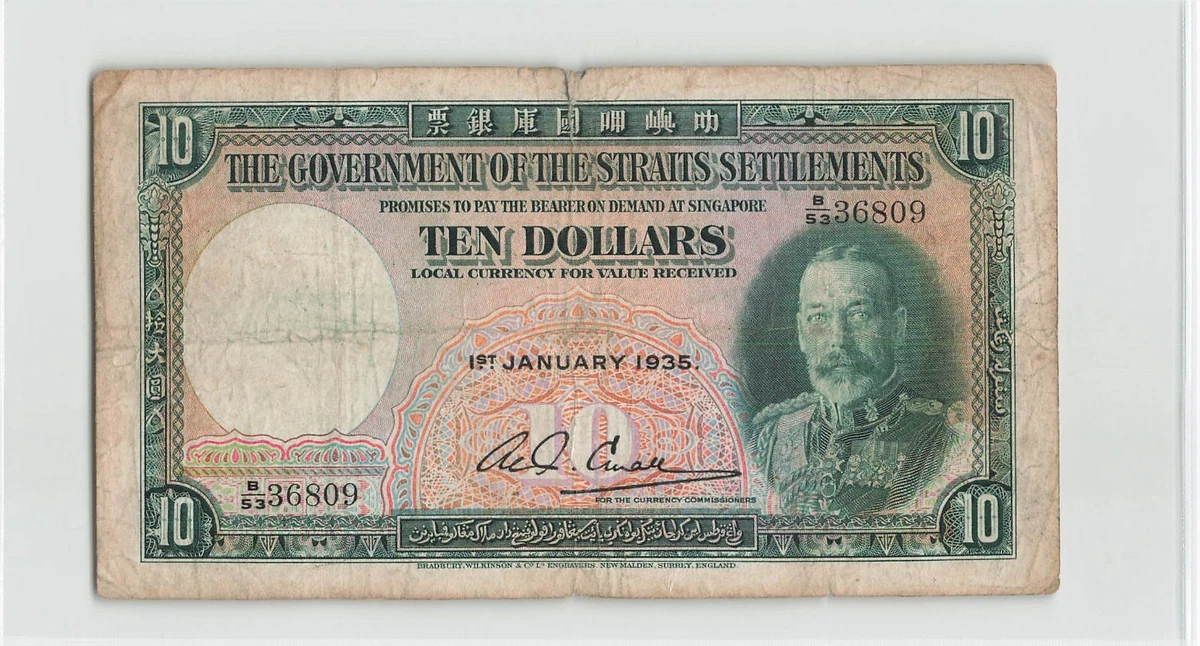 叻嶼呷國庫銀票
10
10
THE GOVERNMENT OF THE STRAITS SETTLEMENTS
PROMISES TO PAY THE BEARER ON DEMAND AT SINGAPORE
B/53 36809
TEN DOLLARS
LOCAL CURRENCY FOR VALUE RECEIVED
拾大圓
1ST JANUARY 1935.
10
B/53 36809
FOR THE CURRENCY COMMISSIONERS
10
10
BRADBURY, WILKINSON & Co. Ld. ENGRAVERS, NEW MALDEN, SURREY, ENGLAND.